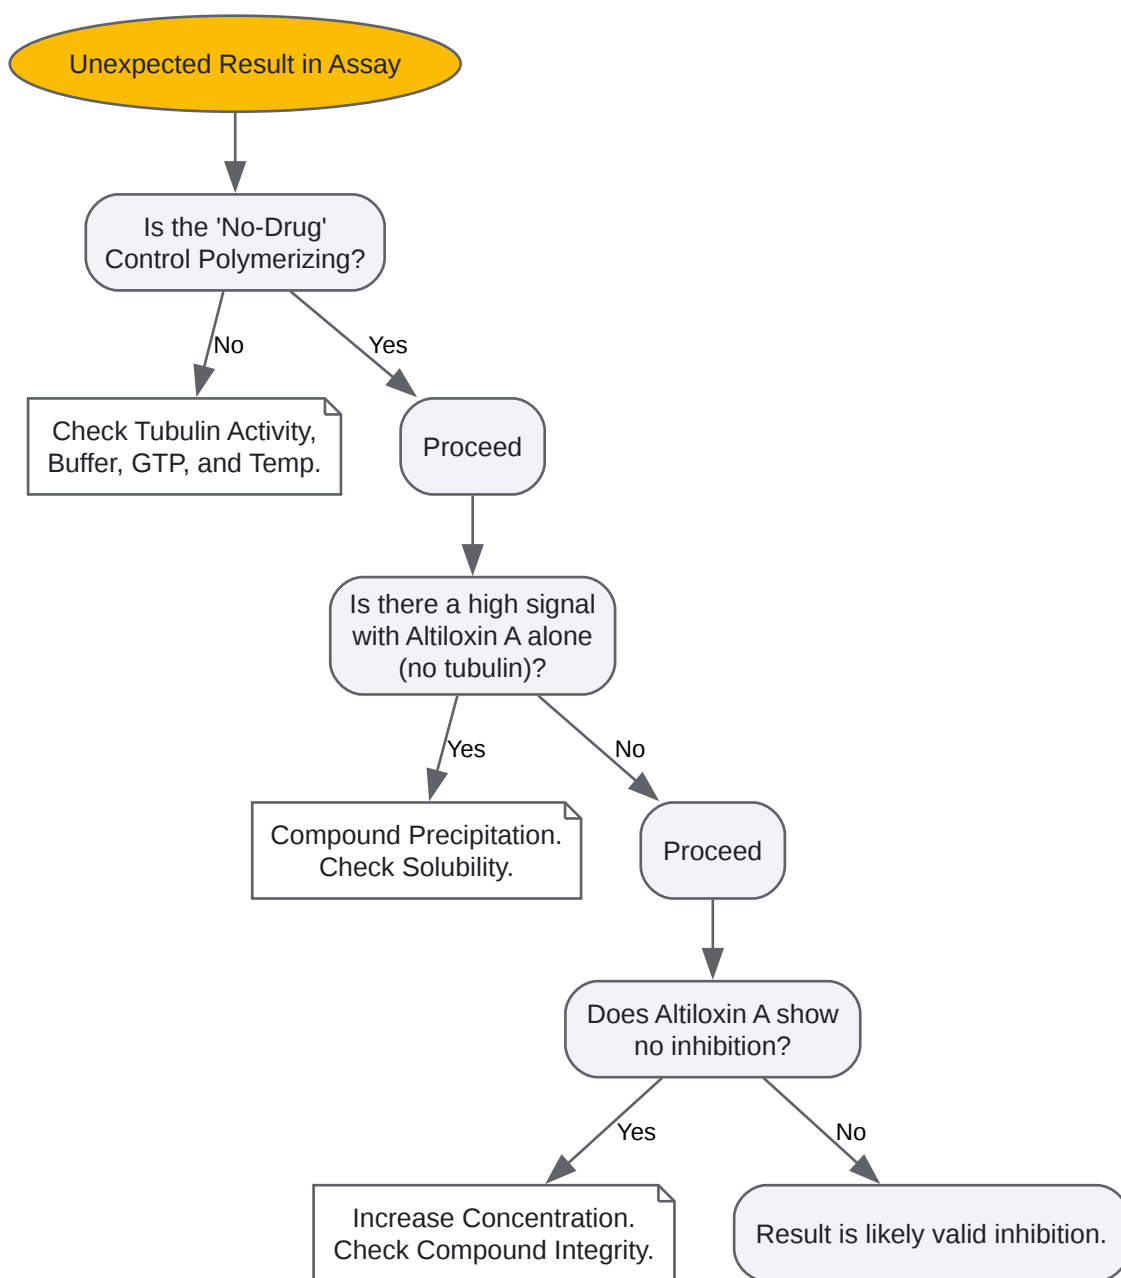 Unexpected Result in Assay
Is the 'No-Drug'
Control Polymerizing?
No
Yes
Check Tubulin Activity,
Buffer, GTP, and Temp.
Proceed
Is there a high signal
with Altiloxin A alone
(no tubulin)?
Yes
No
Compound Precipitation.
Check Solubility.
Proceed
Does Altiloxin A show
no inhibition?
Yes
No
Increase Concentration.
Check Compound Integrity.
Result is likely valid inhibition.